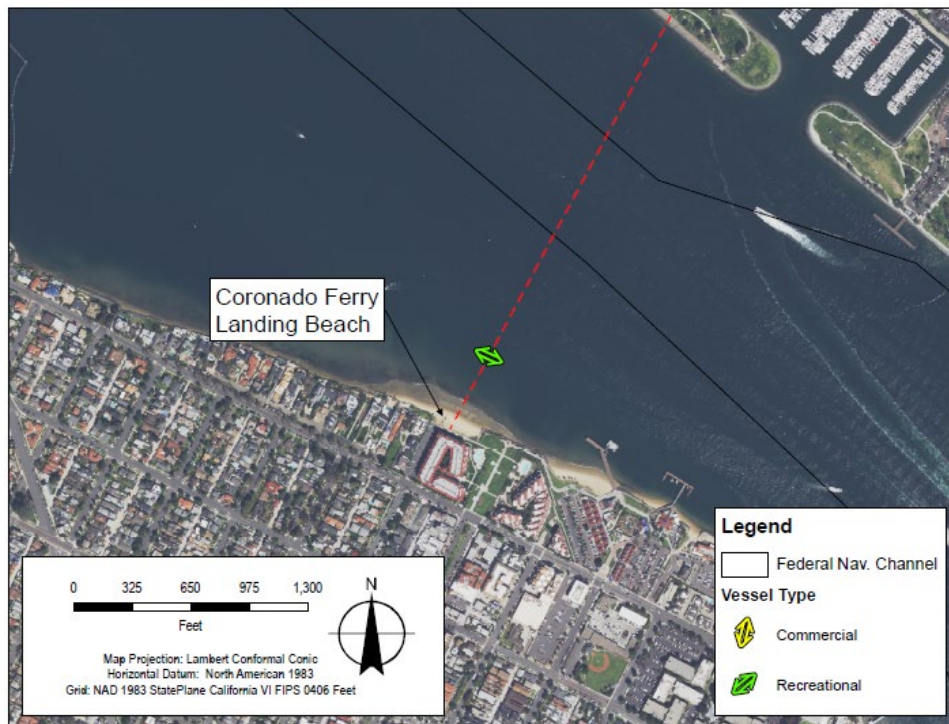 Coronado Ferry
Landing Beach
0 325 650 975 1,300
Feet
N
Map Projection: Lambert Conformal Conic
Horizontal Datum: North American 1983
Grid: NAD 1983 StatePlane California VI FIPS 0406 Feet
Legend
Federal Nav. Channel
Vessel Type
Commercial
Recreational